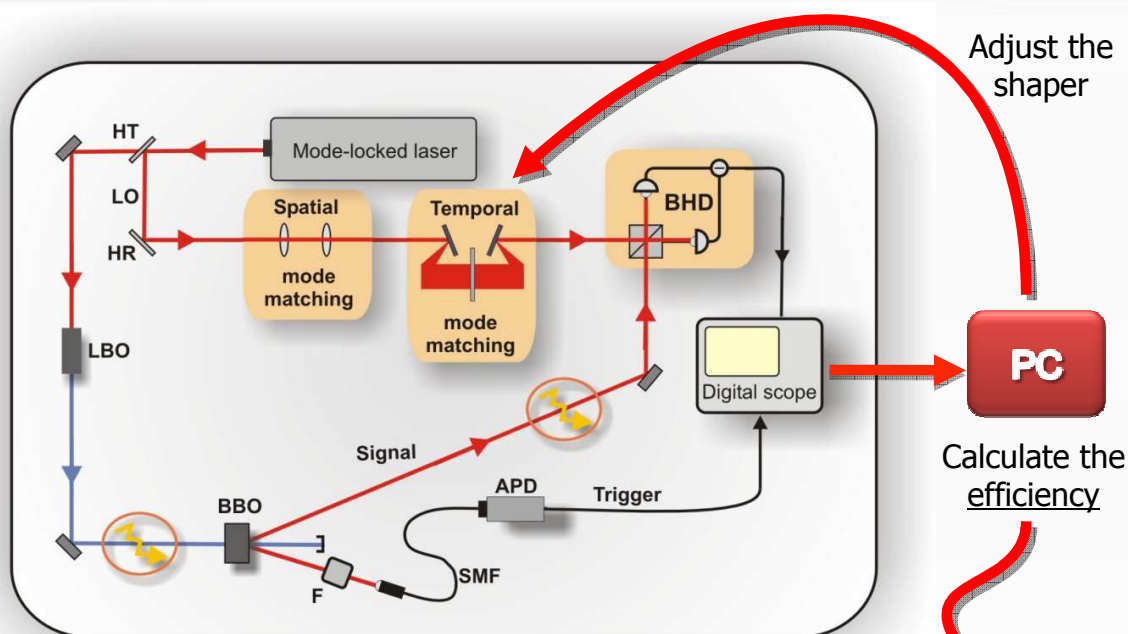 Adjust the
shaper
HT
Mode-locked laser
LO
HR
Spatial
mode
matching
Temporal
mode
matching
BHD
LBO
Digital scope
PC
Signal
Calculate the
efficiency
BBO
APD
Trigger
SMF
F